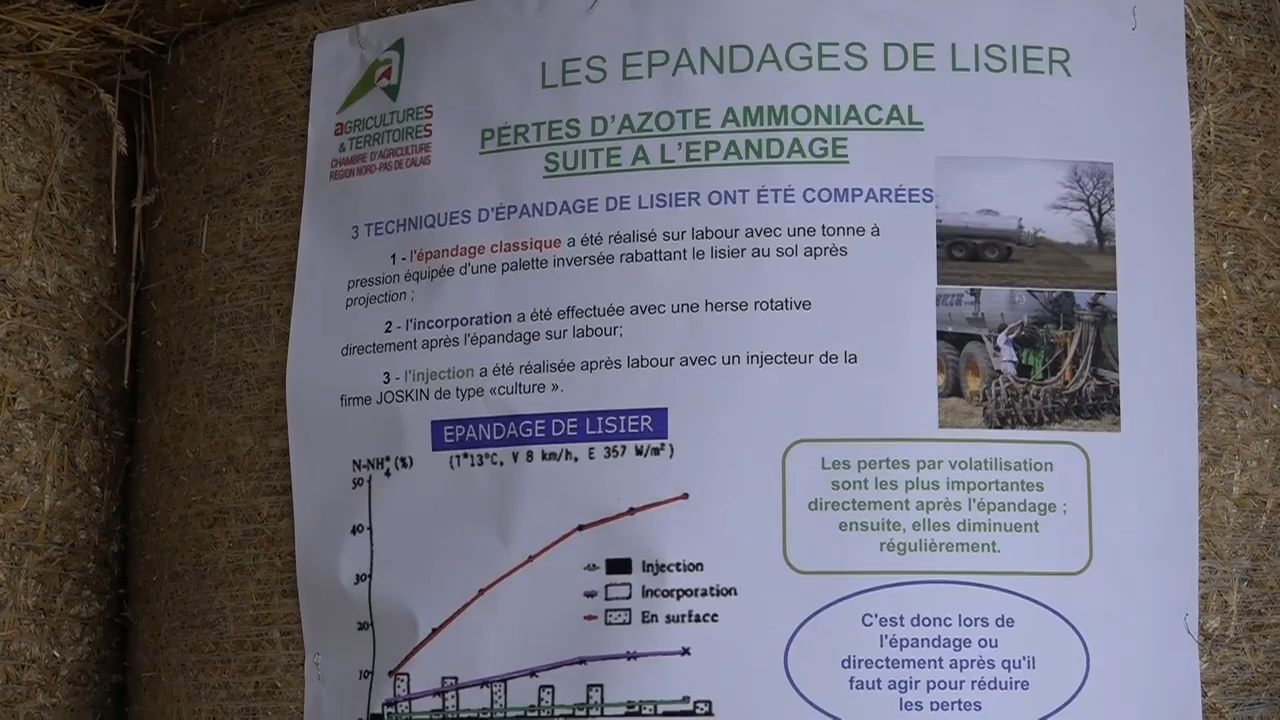 LES EPANDAGES DE LISIER
aGRICULTURES
& TERRITOIRES
CHAMBRE D'AGRICULTURE
REGION NORD-PAS DE CALAIS
PERTES D'AZOTE AMMONIACAL
SUITE A L'EPANDAGE
3 TECHNIQUES D'ÉPANDAGE DE LISIER ONT ÉTÉ COMPARÉES
1 - l'épandage classique a été réalisé sur labour avec une tonne à
pression équipée d'une palette inversée rabattant le lisier au sol après
projection ;
2 - l'incorporation a été effectuée avec une herse rotative
directement après l'épandage sur labour;
3 - l'injection a été réalisée après labour avec un injecteur de la
firme JOSKIN de type «culture ».
EPANDAGE DE LISIER
N-NH4+ (%) (T°13°C, V 8 km/h, E 357 W/m²)
50
40
30
20
10
Injection
Incorporation
En surface
Les pertes par volatilisation
sont les plus importantes
directement après l'épandage ;
ensuite, elles diminuent
régulièrement.
C'est donc lors de
l'épandage ou
directement après qu'il
faut agir pour réduire
les pertes